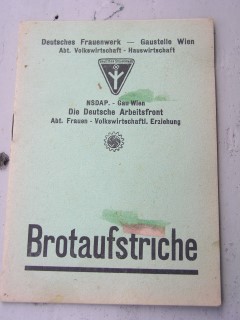 Deutsches Frauenwerk — Gaustelle Wien
Abt. Volkswirtschaft - Hauswirtschaft
NSDAP. - Gau Wien
Die Deutsche Arbeitsfront
Abt. Frauen - Volkswirtschaftl. Erziehung
Brotaufstriche